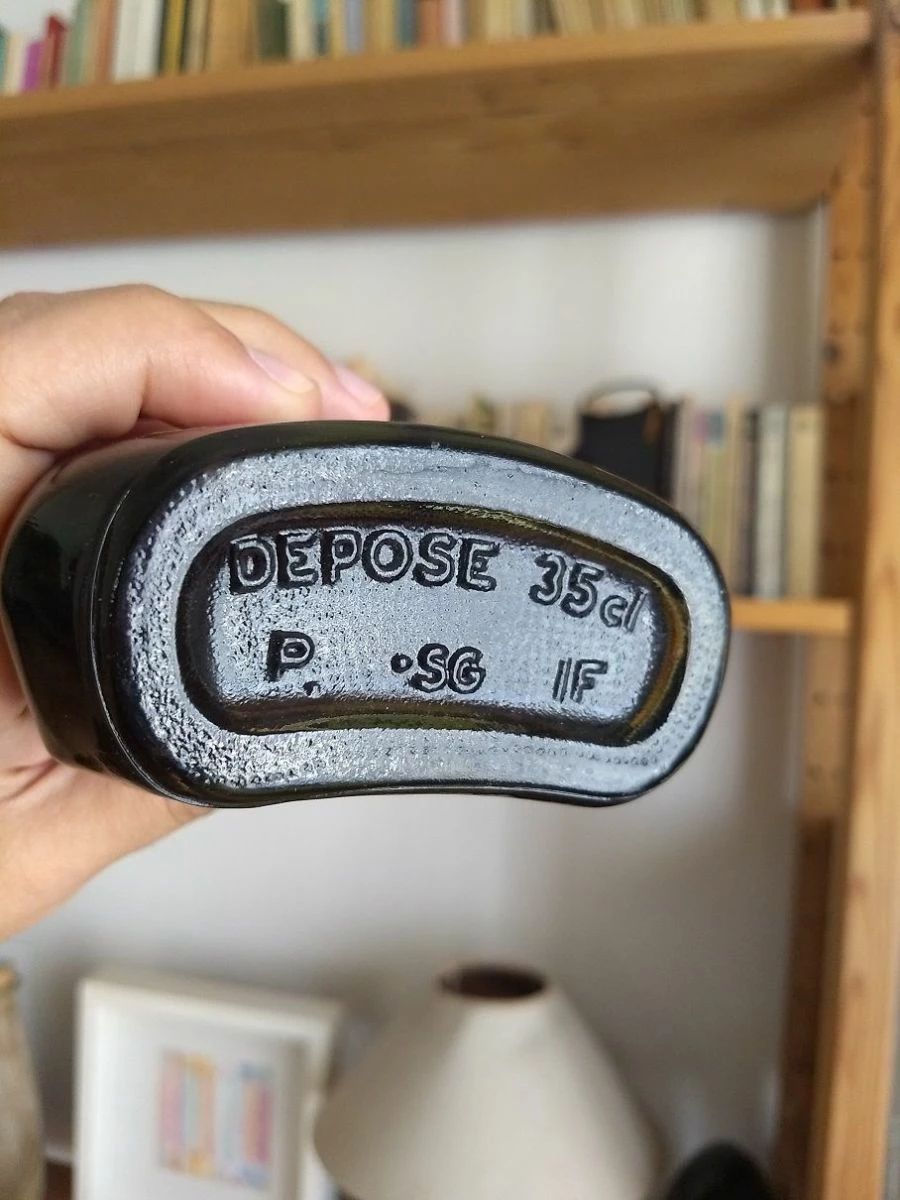 DEPOSE 35cl
P. •SG IF